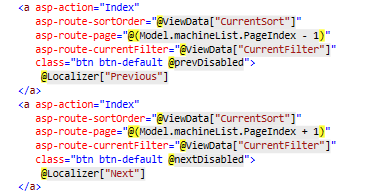 <a asp-action="Index"
asp-route-sortOrder="@ViewData["CurrentSort"]"
asp-route-page="@(Model.machineList.PageIndex - 1)"
asp-route-currentFilter="@ViewData["CurrentFilter"]"
class="btn btn-default @prevDisabled">
@Localizer["Previous"]
</a>
<a asp-action="Index"
asp-route-sortOrder="@ViewData["CurrentSort"]"
asp-route-page="@(Model.machineList.PageIndex + 1)"
asp-route-currentFilter="@ViewData["CurrentFilter"]"
class="btn btn-default @nextDisabled">
@Localizer["Next"]
</a>